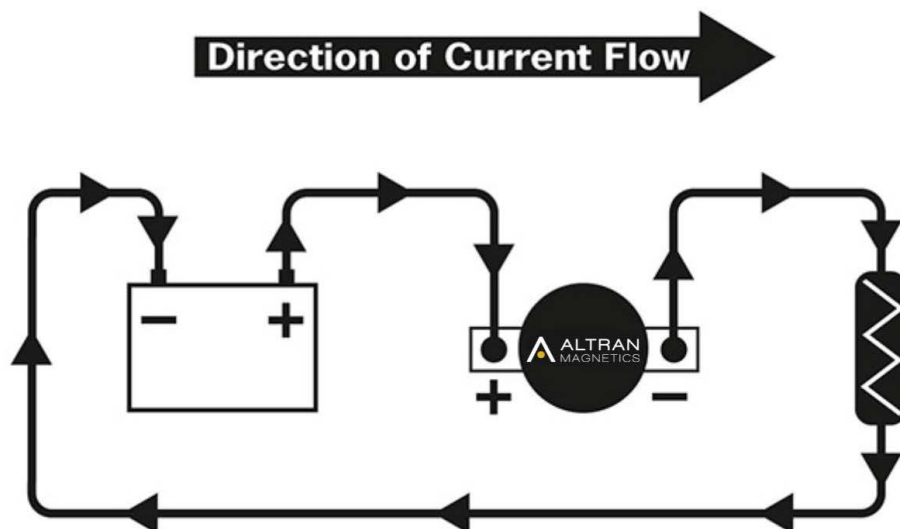 Direction of Current Flow
− +
ALTRAN
MAGNETICS
+ −